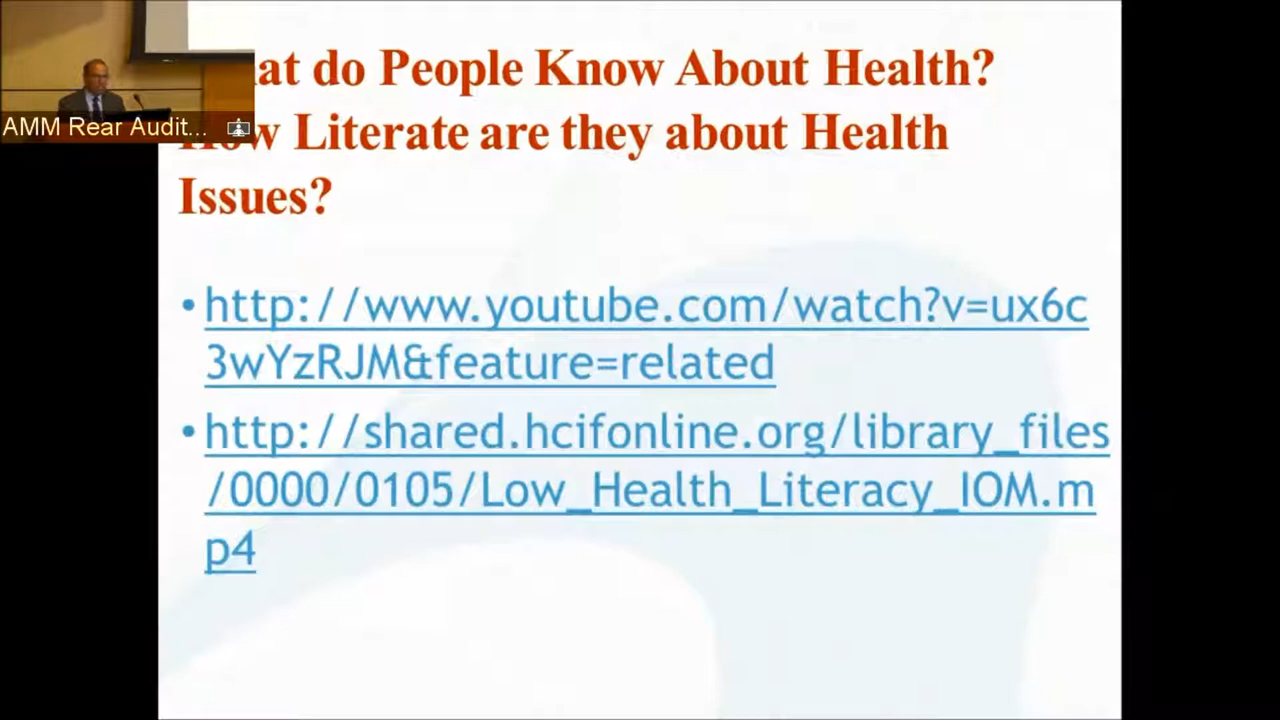 at do People Know About Health?
AMM Rear Audit...
How Literate are they about Health
Issues?
• http://www.youtube.com/watch?v=ux6c
3wYzRJM&feature=related
• http://shared.hcifonline.org/library_files
/0000/0105/Low_Health_Literacy_IOM.m
p4